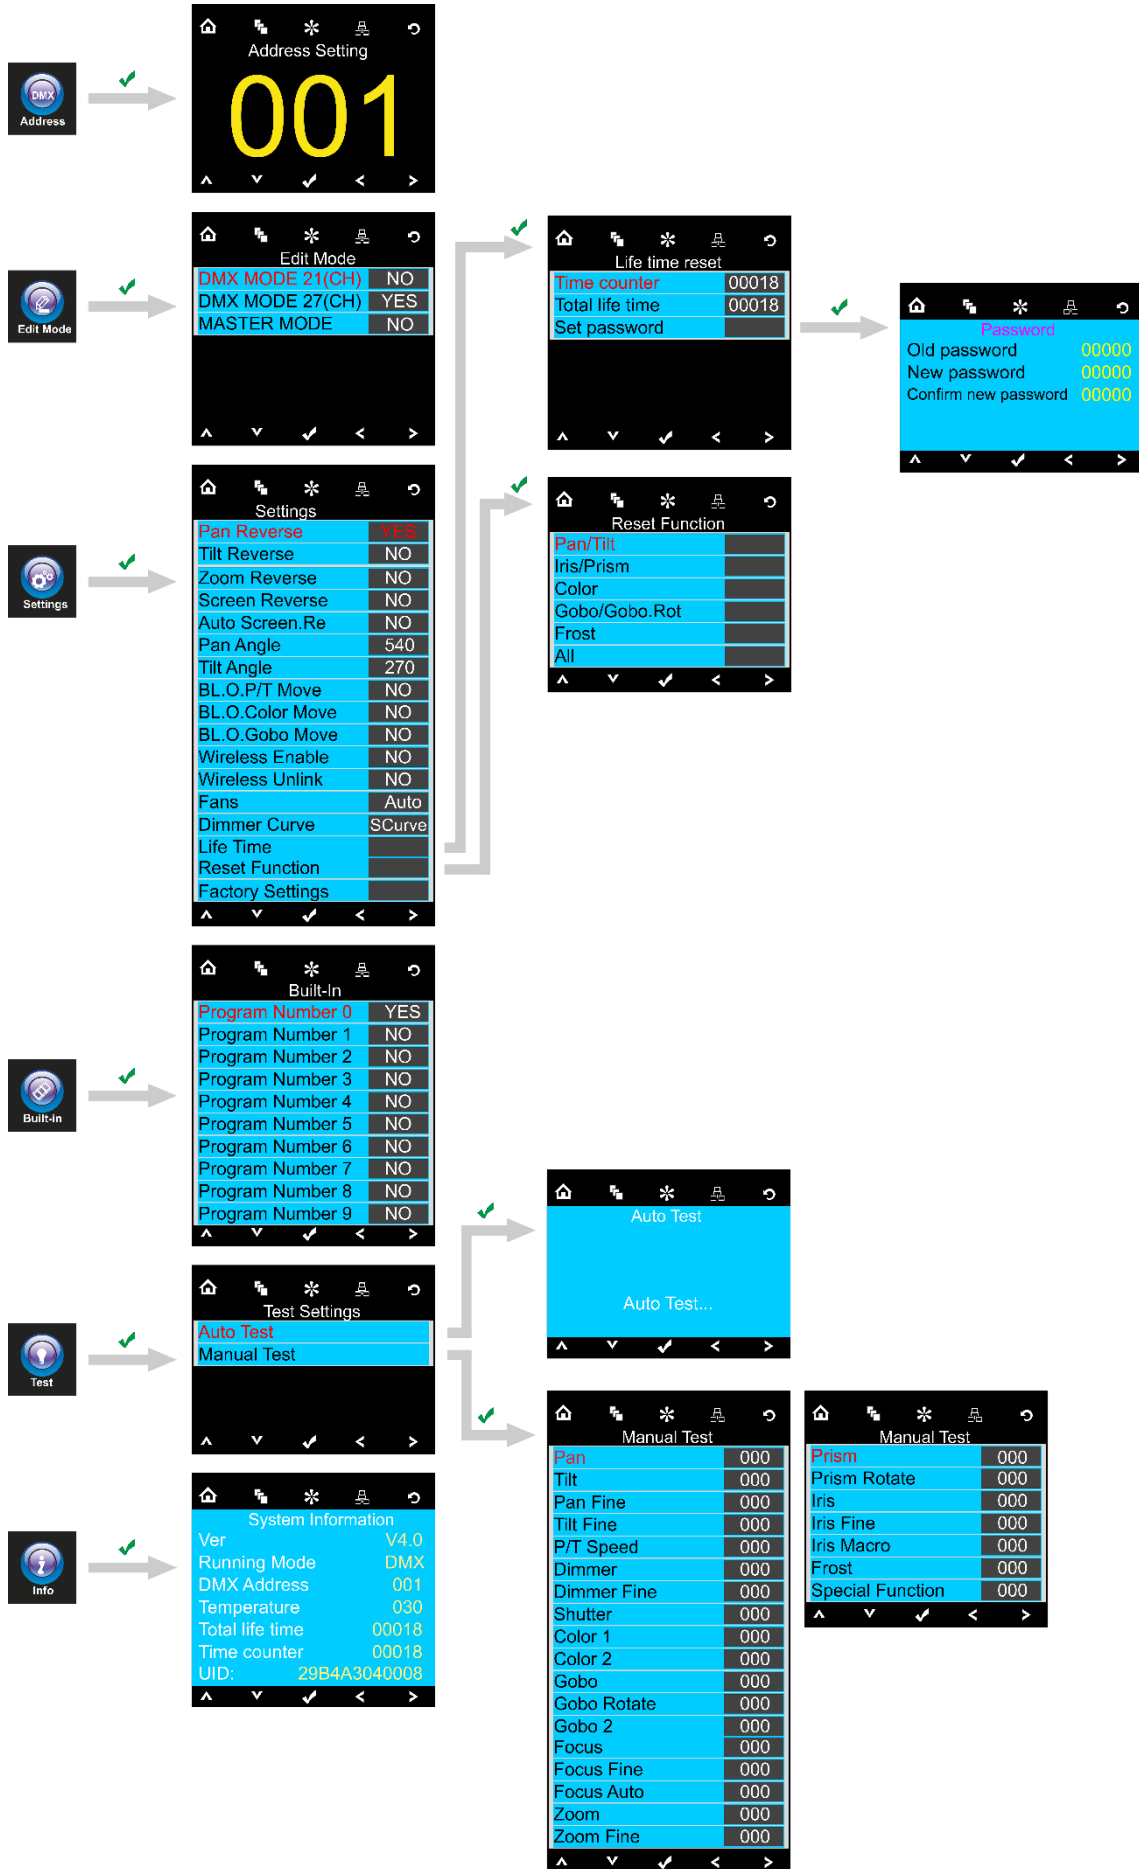 DMX
Address
Address Setting
001
Edit Mode
Edit Mode
DMX MODE 21(CH) NO
DMX MODE 27(CH) YES
MASTER MODE NO
Life time reset
Time counter 00018
Total life time 00018
Set password
Password
Old password 00000
New password 00000
Confirm new password 00000
Settings
Settings
Pan Reverse YES
Tilt Reverse NO
Zoom Reverse NO
Screen Reverse NO
Auto Screen.Re NO
Pan Angle 540
Tilt Angle 270
BL.O.P/T Move NO
BL.O.Color Move NO
BL.O.Gobo Move NO
Wireless Enable NO
Wireless Unlink NO
Fans Auto
Dimmer Curve SCurve
Life Time
Reset Function
Factory Settings
Reset Function
Pan/Tilt
Iris/Prism
Color
Gobo/Gobo.Rot
Frost
All
Built-in
Built-In
Program Number 0 YES
Program Number 1 NO
Program Number 2 NO
Program Number 3 NO
Program Number 4 NO
Program Number 5 NO
Program Number 6 NO
Program Number 7 NO
Program Number 8 NO
Program Number 9 NO
Test
Test Settings
Auto Test
Manual Test
Auto Test
Auto Test...
Manual Test
Pan 000
Tilt 000
Pan Fine 000
Tilt Fine 000
P/T Speed 000
Dimmer 000
Dimmer Fine 000
Shutter 000
Color 1 000
Color 2 000
Gobo 000
Gobo Rotate 000
Gobo 2 000
Focus 000
Focus Fine 000
Focus Auto 000
Zoom 000
Zoom Fine 000
Manual Test
Prism 000
Prism Rotate 000
Iris 000
Iris Fine 000
Iris Macro 000
Frost 000
Special Function 000
Info
System Information
Ver V4.0
Running Mode DMX
DMX Address 001
Temperature 030
Total life time 00018
Time counter 00018
UID: 29B4A3040008